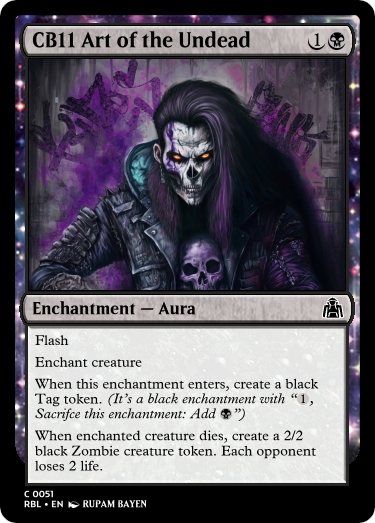 CB11 Art of the Undead 1
Enchantment — Aura
Flash
Enchant creature
When this enchantment enters, create a black
Tag token. (It's a black enchantment with “1,
Sacrifce this enchantment: Add ”)
When enchanted creature dies, create a 2/2
black Zombie creature token. Each opponent
loses 2 life.
C 0051
RBL • EN RUPAM BAYEN